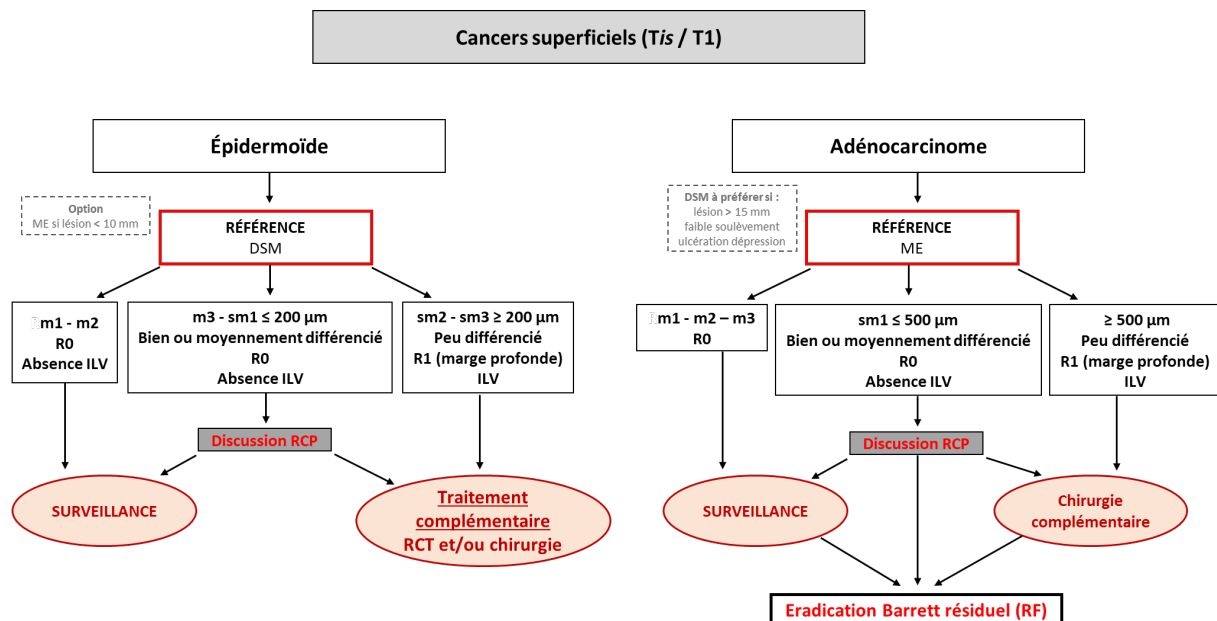 Cancers superficiels (Tis / T1)
Épidermoïde
Option
ME si lésion < 10 mm
RÉFÉRENCE
DSM
m1 - m2
R0
Absence ILV
m3 - sm1 ≤ 200 µm
Bien ou moyennement différencié
R0
Absence ILV
sm2 - sm3 ≥ 200 µm
Peu différencié
R1 (marge profonde)
ILV
Discussion RCP
SURVEILLANCE
Traitement
complémentaire
RCT et/ou chirurgie
Adénocarcinome
DSM à préférer si :
lésion > 15 mm
faible soulèvement
ulcération dépression
RÉFÉRENCE
ME
m1 - m2 – m3
R0
sm1 ≤ 500 µm
Bien ou moyennement différencié
R0
Absence ILV
≥ 500 µm
Peu différencié
R1 (marge profonde)
ILV
Discussion RCP
SURVEILLANCE
Chirurgie
complémentaire
Eradication Barrett résiduel (RF)